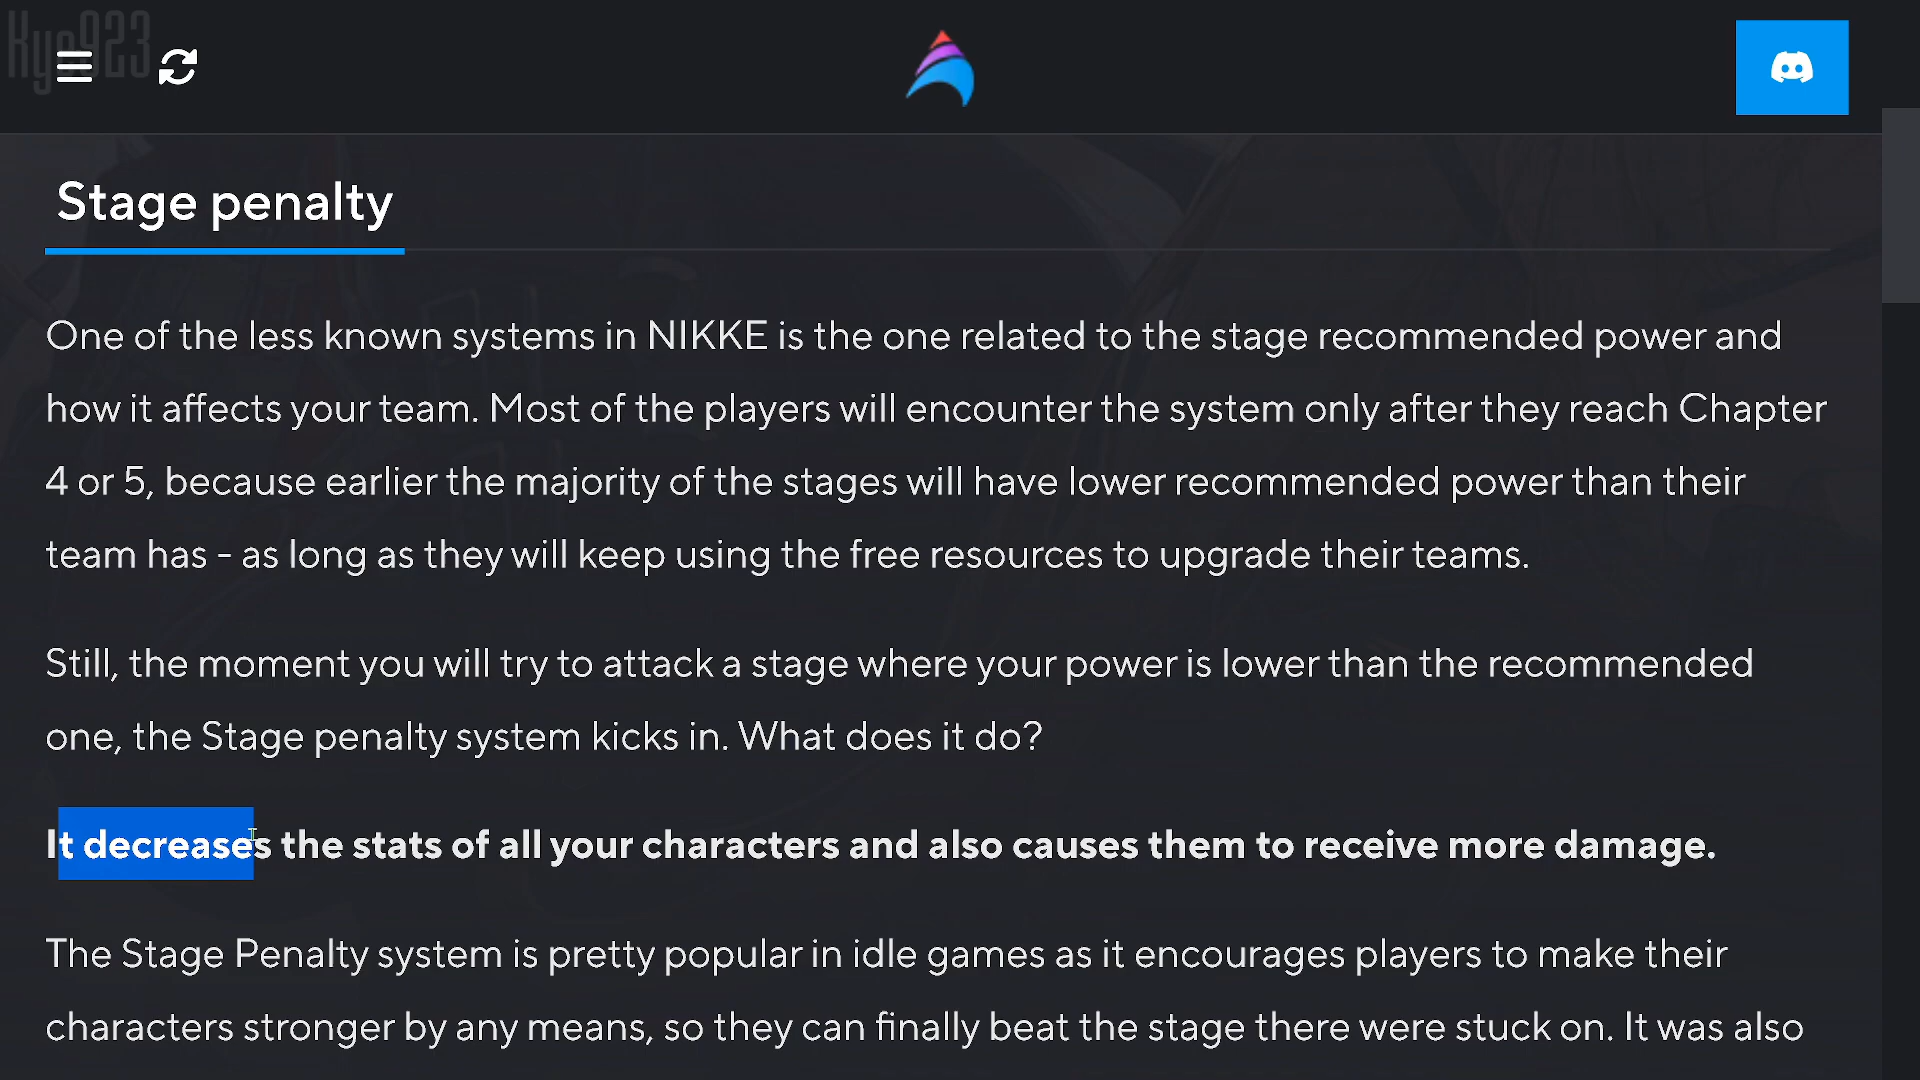 Kyo923
Stage penalty
One of the less known systems in NIKKE is the one related to the stage recommended power and
how it affects your team. Most of the players will encounter the system only after they reach Chapter
4 or 5, because earlier the majority of the stages will have lower recommended power than their
team has - as long as they will keep using the free resources to upgrade their teams.
Still, the moment you will try to attack a stage where your power is lower than the recommended
one, the Stage penalty system kicks in. What does it do?
It decreases the stats of all your characters and also causes them to receive more damage.
The Stage Penalty system is pretty popular in idle games as it encourages players to make their
characters stronger by any means, so they can finally beat the stage there were stuck on. It was also